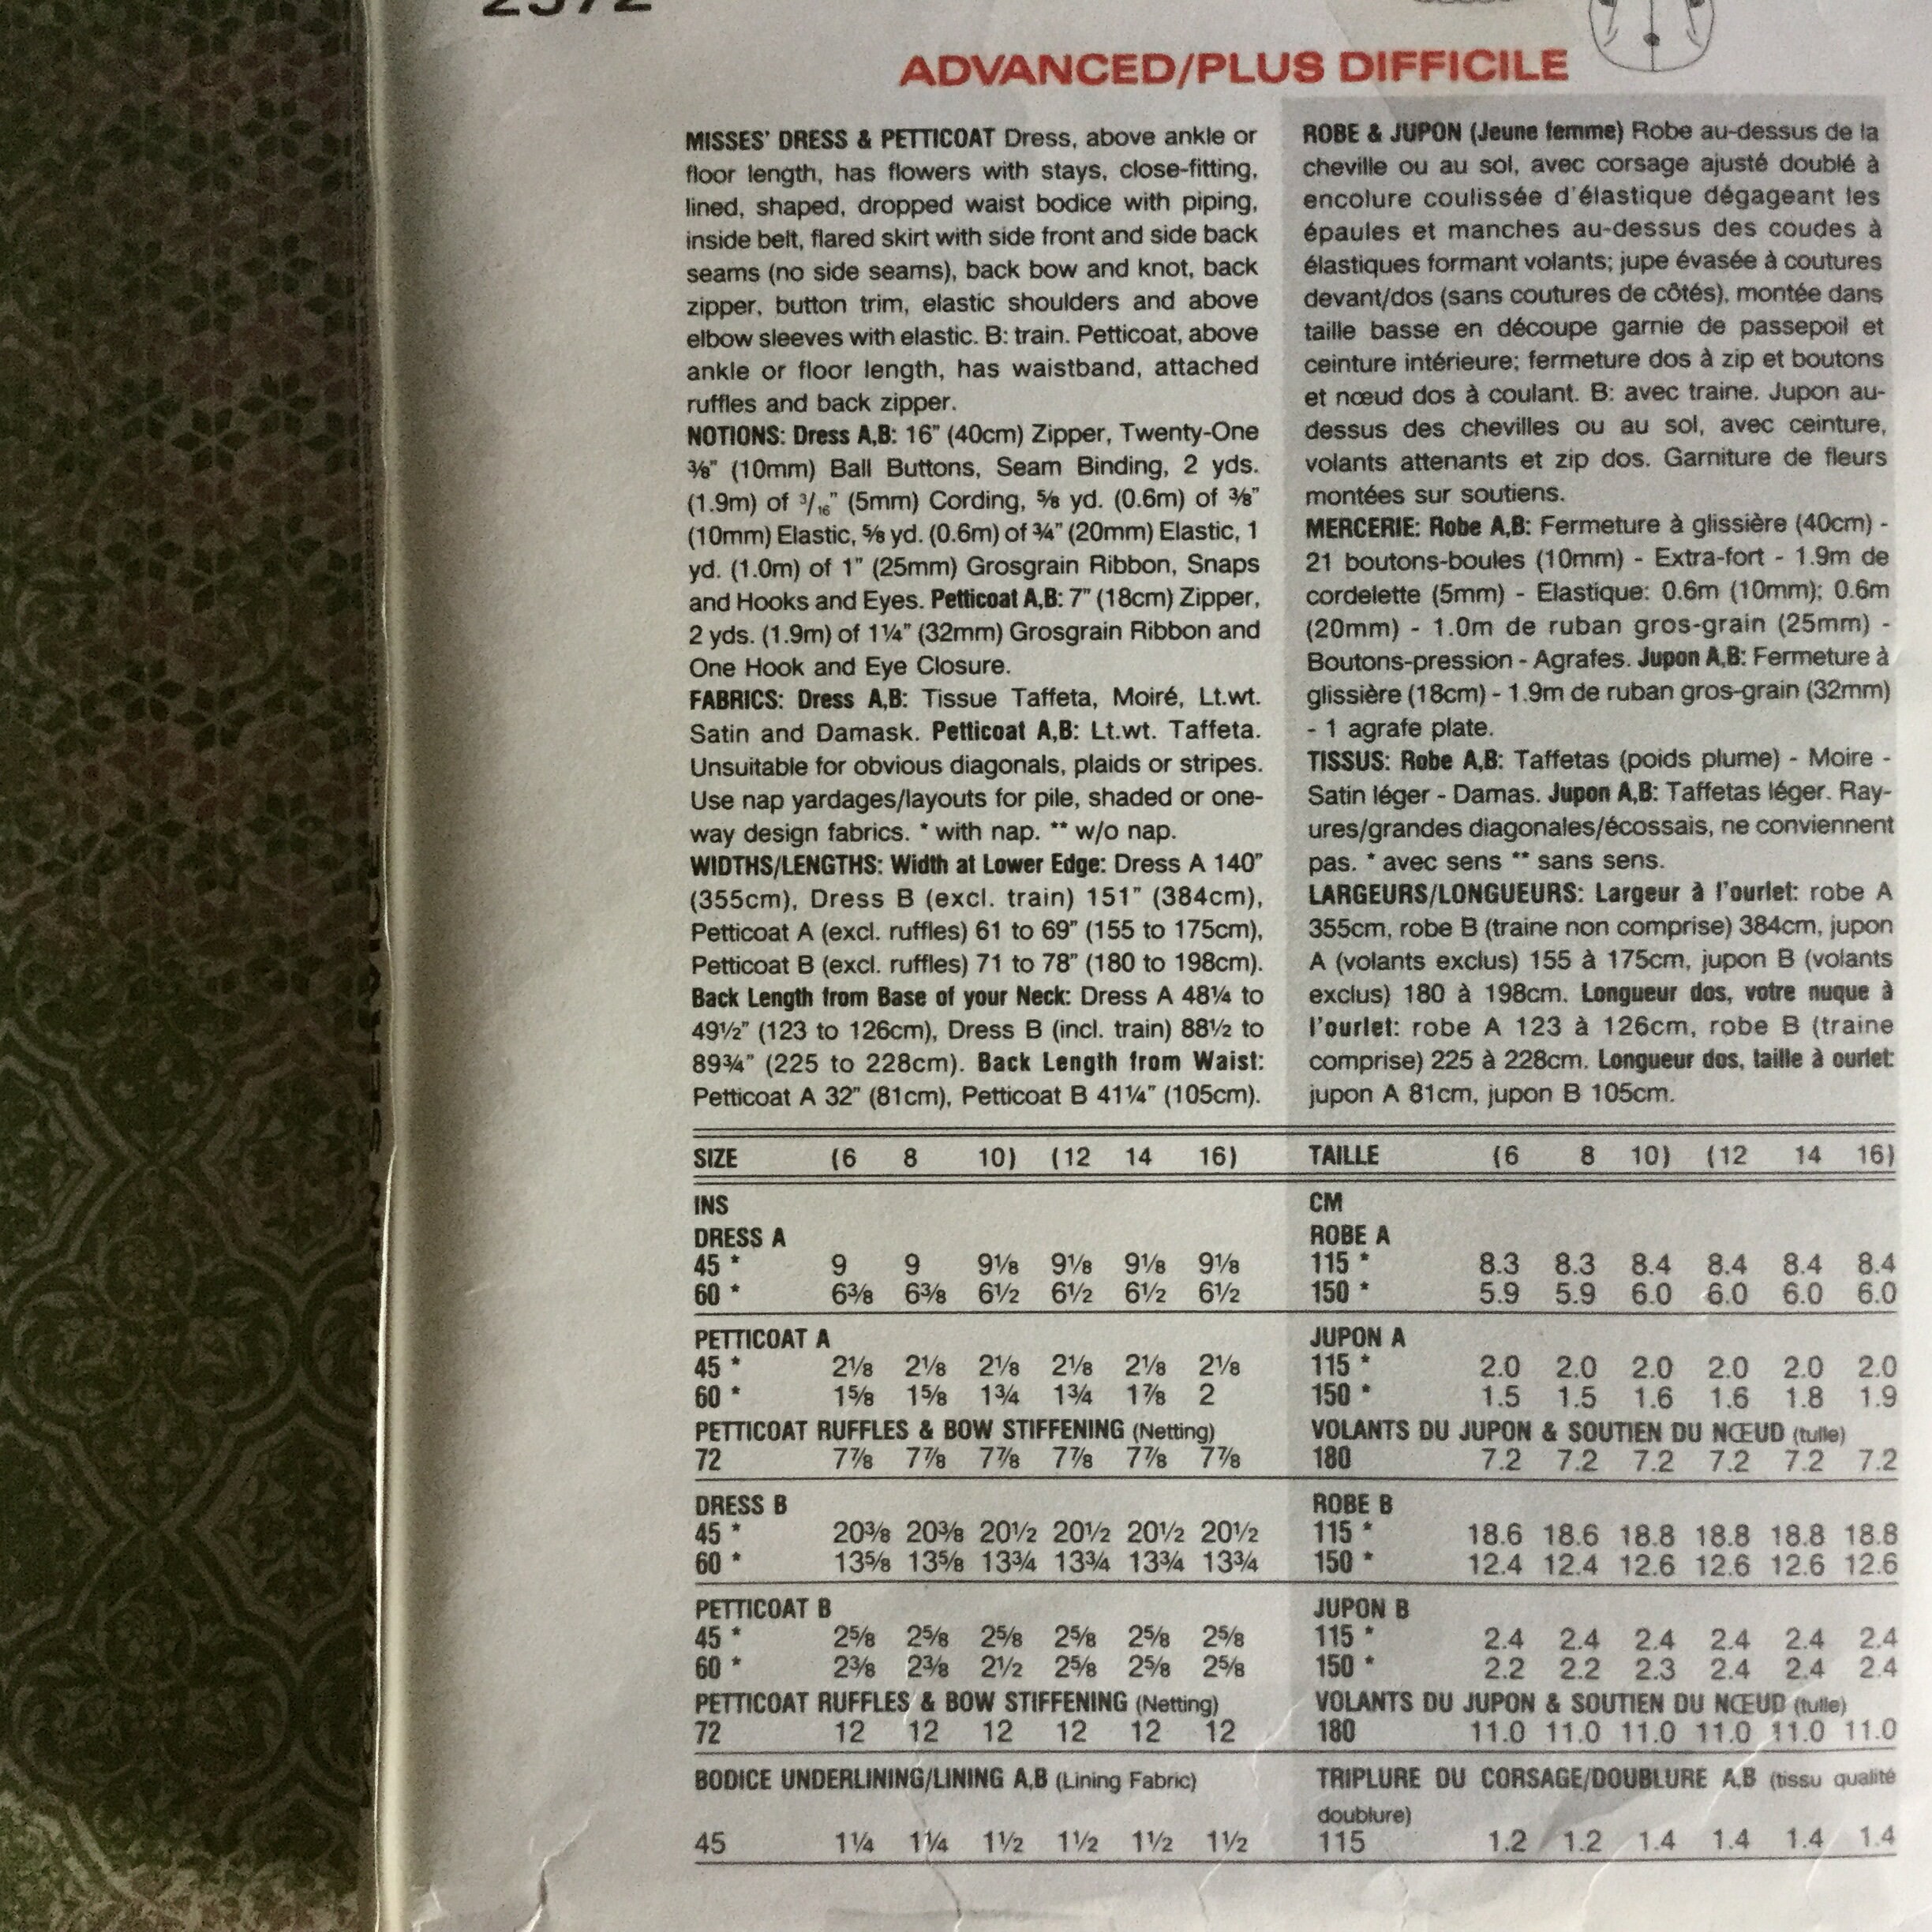 2572
ADVANCED/PLUS DIFFICILE
MISSES' DRESS & PETTICOAT Dress, above ankle or
floor length, has flowers with stays, close-fitting,
lined, shaped, dropped waist bodice with piping,
inside belt, flared skirt with side front and side back
seams (no side seams), back bow and knot, back
zipper, button trim, elastic shoulders and above
elbow sleeves with elastic. B: train. Petticoat, above
ankle or floor length, has waistband, attached
ruffles and back zipper.
NOTIONS: Dress A,B: 16" (40cm) Zipper, Twenty-One
⅜" (10mm) Ball Buttons, Seam Binding, 2 yds.
(1.9m) of 3/16" (5mm) Cording, ⅝ yd. (0.6m) of ⅜"
(10mm) Elastic, ⅝ yd. (0.6m) of ¾" (20mm) Elastic, 1
yd. (1.0m) of 1" (25mm) Grosgrain Ribbon, Snaps
and Hooks and Eyes. Petticoat A,B: 7" (18cm) Zipper,
2 yds. (1.9m) of 1¼" (32mm) Grosgrain Ribbon and
One Hook and Eye Closure.
FABRICS: Dress A,B: Tissue Taffeta, Moiré, Lt.wt.
Satin and Damask. Petticoat A,B: Lt.wt. Taffeta.
Unsuitable for obvious diagonals, plaids or stripes.
Use nap yardages/layouts for pile, shaded or one-
way design fabrics. * with nap. ** w/o nap.
WIDTHS/LENGTHS: Width at Lower Edge: Dress A 140"
(355cm), Dress B (excl. train) 151" (384cm),
Petticoat A (excl. ruffles) 61 to 69" (155 to 175cm),
Petticoat B (excl. ruffles) 71 to 78" (180 to 198cm).
Back Length from Base of your Neck: Dress A 48¼ to
49½" (123 to 126cm), Dress B (incl. train) 88½ to
89¾" (225 to 228cm). Back Length from Waist:
Petticoat A 32" (81cm), Petticoat B 41¼" (105cm).
ROBE & JUPON (Jeune femme) Robe au-dessus de la
cheville ou au sol, avec corsage ajusté doublé à
encolure coulissée d'élastique dégageant les
épaules et manches au-dessus des coudes à
élastiques formant volants; jupe évasée à coutures
devant/dos (sans coutures de côtés), montée dans
taille basse en découpe garnie de passepoil et
ceinture intérieure; fermeture dos à zip et boutons
et nœud dos à coulant. B: avec traine. Jupon au-
dessus des chevilles ou au sol, avec ceinture,
volants attenants et zip dos. Garniture de fleurs
montées sur soutiens.
MERCERIE: Robe A,B: Fermeture à glissière (40cm) -
21 boutons-boules (10mm) - Extra-fort - 1.9m de
cordelette (5mm) - Elastique: 0.6m (10mm); 0.6m
(20mm) - 1.0m de ruban gros-grain (25mm) -
Boutons-pression - Agrafes. Jupon A,B: Fermeture à
glissière (18cm) - 1.9m de ruban gros-grain (32mm)
- 1 agrafe plate.
TISSUS: Robe A,B: Taffetas (poids plume) - Moire -
Satin léger - Damas. Jupon A,B: Taffetas léger. Ray-
ures/grandes diagonales/écossais, ne conviennent
pas. * avec sens ** sans sens.
LARGEURS/LONGUEURS: Largeur à l'ourlet: robe A
355cm, robe B (traine non comprise) 384cm, jupon
A (volants exclus) 155 à 175cm, jupon B (volants
exclus) 180 à 198cm. Longueur dos, votre nuque à
l'ourlet: robe A 123 à 126cm, robe B (traine
comprise) 225 à 228cm. Longueur dos, taille à ourlet:
jupon A 81cm, jupon B 105cm.
SIZE (6 8 10) (12 14 16)
INS
DRESS A
45 * 9 9 9⅛ 9⅛ 9⅛ 9⅛
60 * 6⅜ 6⅜ 6½ 6½ 6½ 6½
PETTICOAT A
45 * 2⅛ 2⅛ 2⅛ 2⅛ 2⅛ 2⅛
60 * 1⅝ 1⅝ 1¾ 1¾ 1⅞ 2
PETTICOAT RUFFLES & BOW STIFFENING (Netting)
72 7⅞ 7⅞ 7⅞ 7⅞ 7⅞ 7⅞
DRESS B
45 * 20⅜ 20⅜ 20½ 20½ 20½ 20½
60 * 13⅝ 13⅝ 13¾ 13¾ 13¾ 13¾
PETTICOAT B
45 * 2⅝ 2⅝ 2⅝ 2⅝ 2⅝ 2⅝
60 * 2⅜ 2⅜ 2½ 2⅝ 2⅝ 2⅝
PETTICOAT RUFFLES & BOW STIFFENING (Netting)
72 12 12 12 12 12 12
BODICE UNDERLINING/LINING A,B (Lining Fabric)
45 1¼ 1¼ 1½ 1½ 1½ 1½
TAILLE (6 8 10) (12 14 16)
CM
ROBE A
115 * 8.3 8.3 8.4 8.4 8.4 8.4
150 * 5.9 5.9 6.0 6.0 6.0 6.0
JUPON A
115 * 2.0 2.0 2.0 2.0 2.0 2.0
150 * 1.5 1.5 1.6 1.6 1.8 1.9
VOLANTS DU JUPON & SOUTIEN DU NŒUD (tulle)
180 7.2 7.2 7.2 7.2 7.2 7.2
ROBE B
115 * 18.6 18.6 18.8 18.8 18.8 18.8
150 * 12.4 12.4 12.6 12.6 12.6 12.6
JUPON B
115 * 2.4 2.4 2.4 2.4 2.4 2.4
150 * 2.2 2.2 2.3 2.4 2.4 2.4
VOLANTS DU JUPON & SOUTIEN DU NŒUD (tulle)
180 11.0 11.0 11.0 11.0 11.0 11.0
TRIPLURE DU CORSAGE/DOUBLURE A,B (tissu qualité
doublure)
115 1.2 1.2 1.4 1.4 1.4 1.4